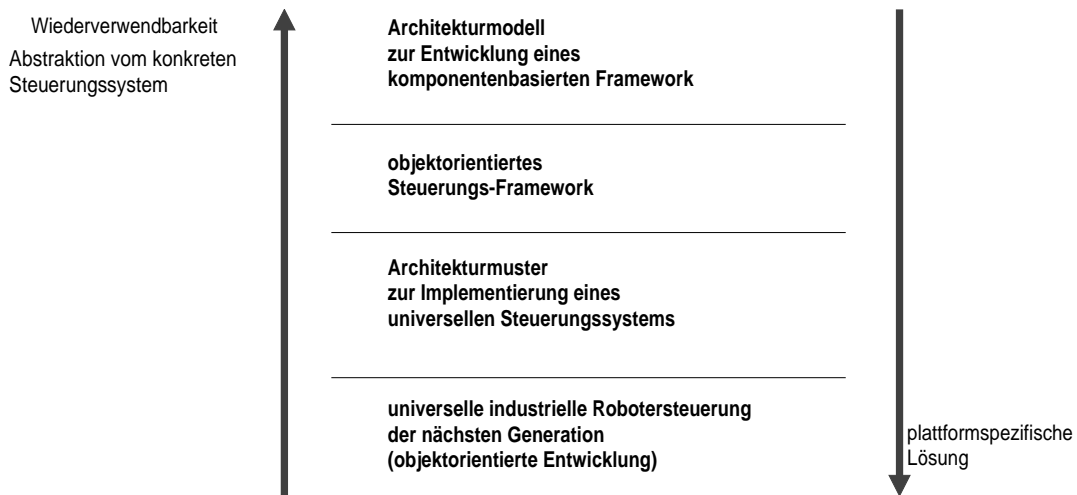 Wiederverwendbarkeit
Abstraktion vom konkreten
Steuerungssystem
Architekturmodell
zur Entwicklung eines
komponentenbasierten Framework
objektorientiertes
Steuerungs-Framework
Architekturmuster
zur Implementierung eines
universellen Steuerungssystems
universelle industrielle Robotersteuerung
der nächsten Generation
(objektorientierte Entwicklung)
plattformspezifische
Lösung